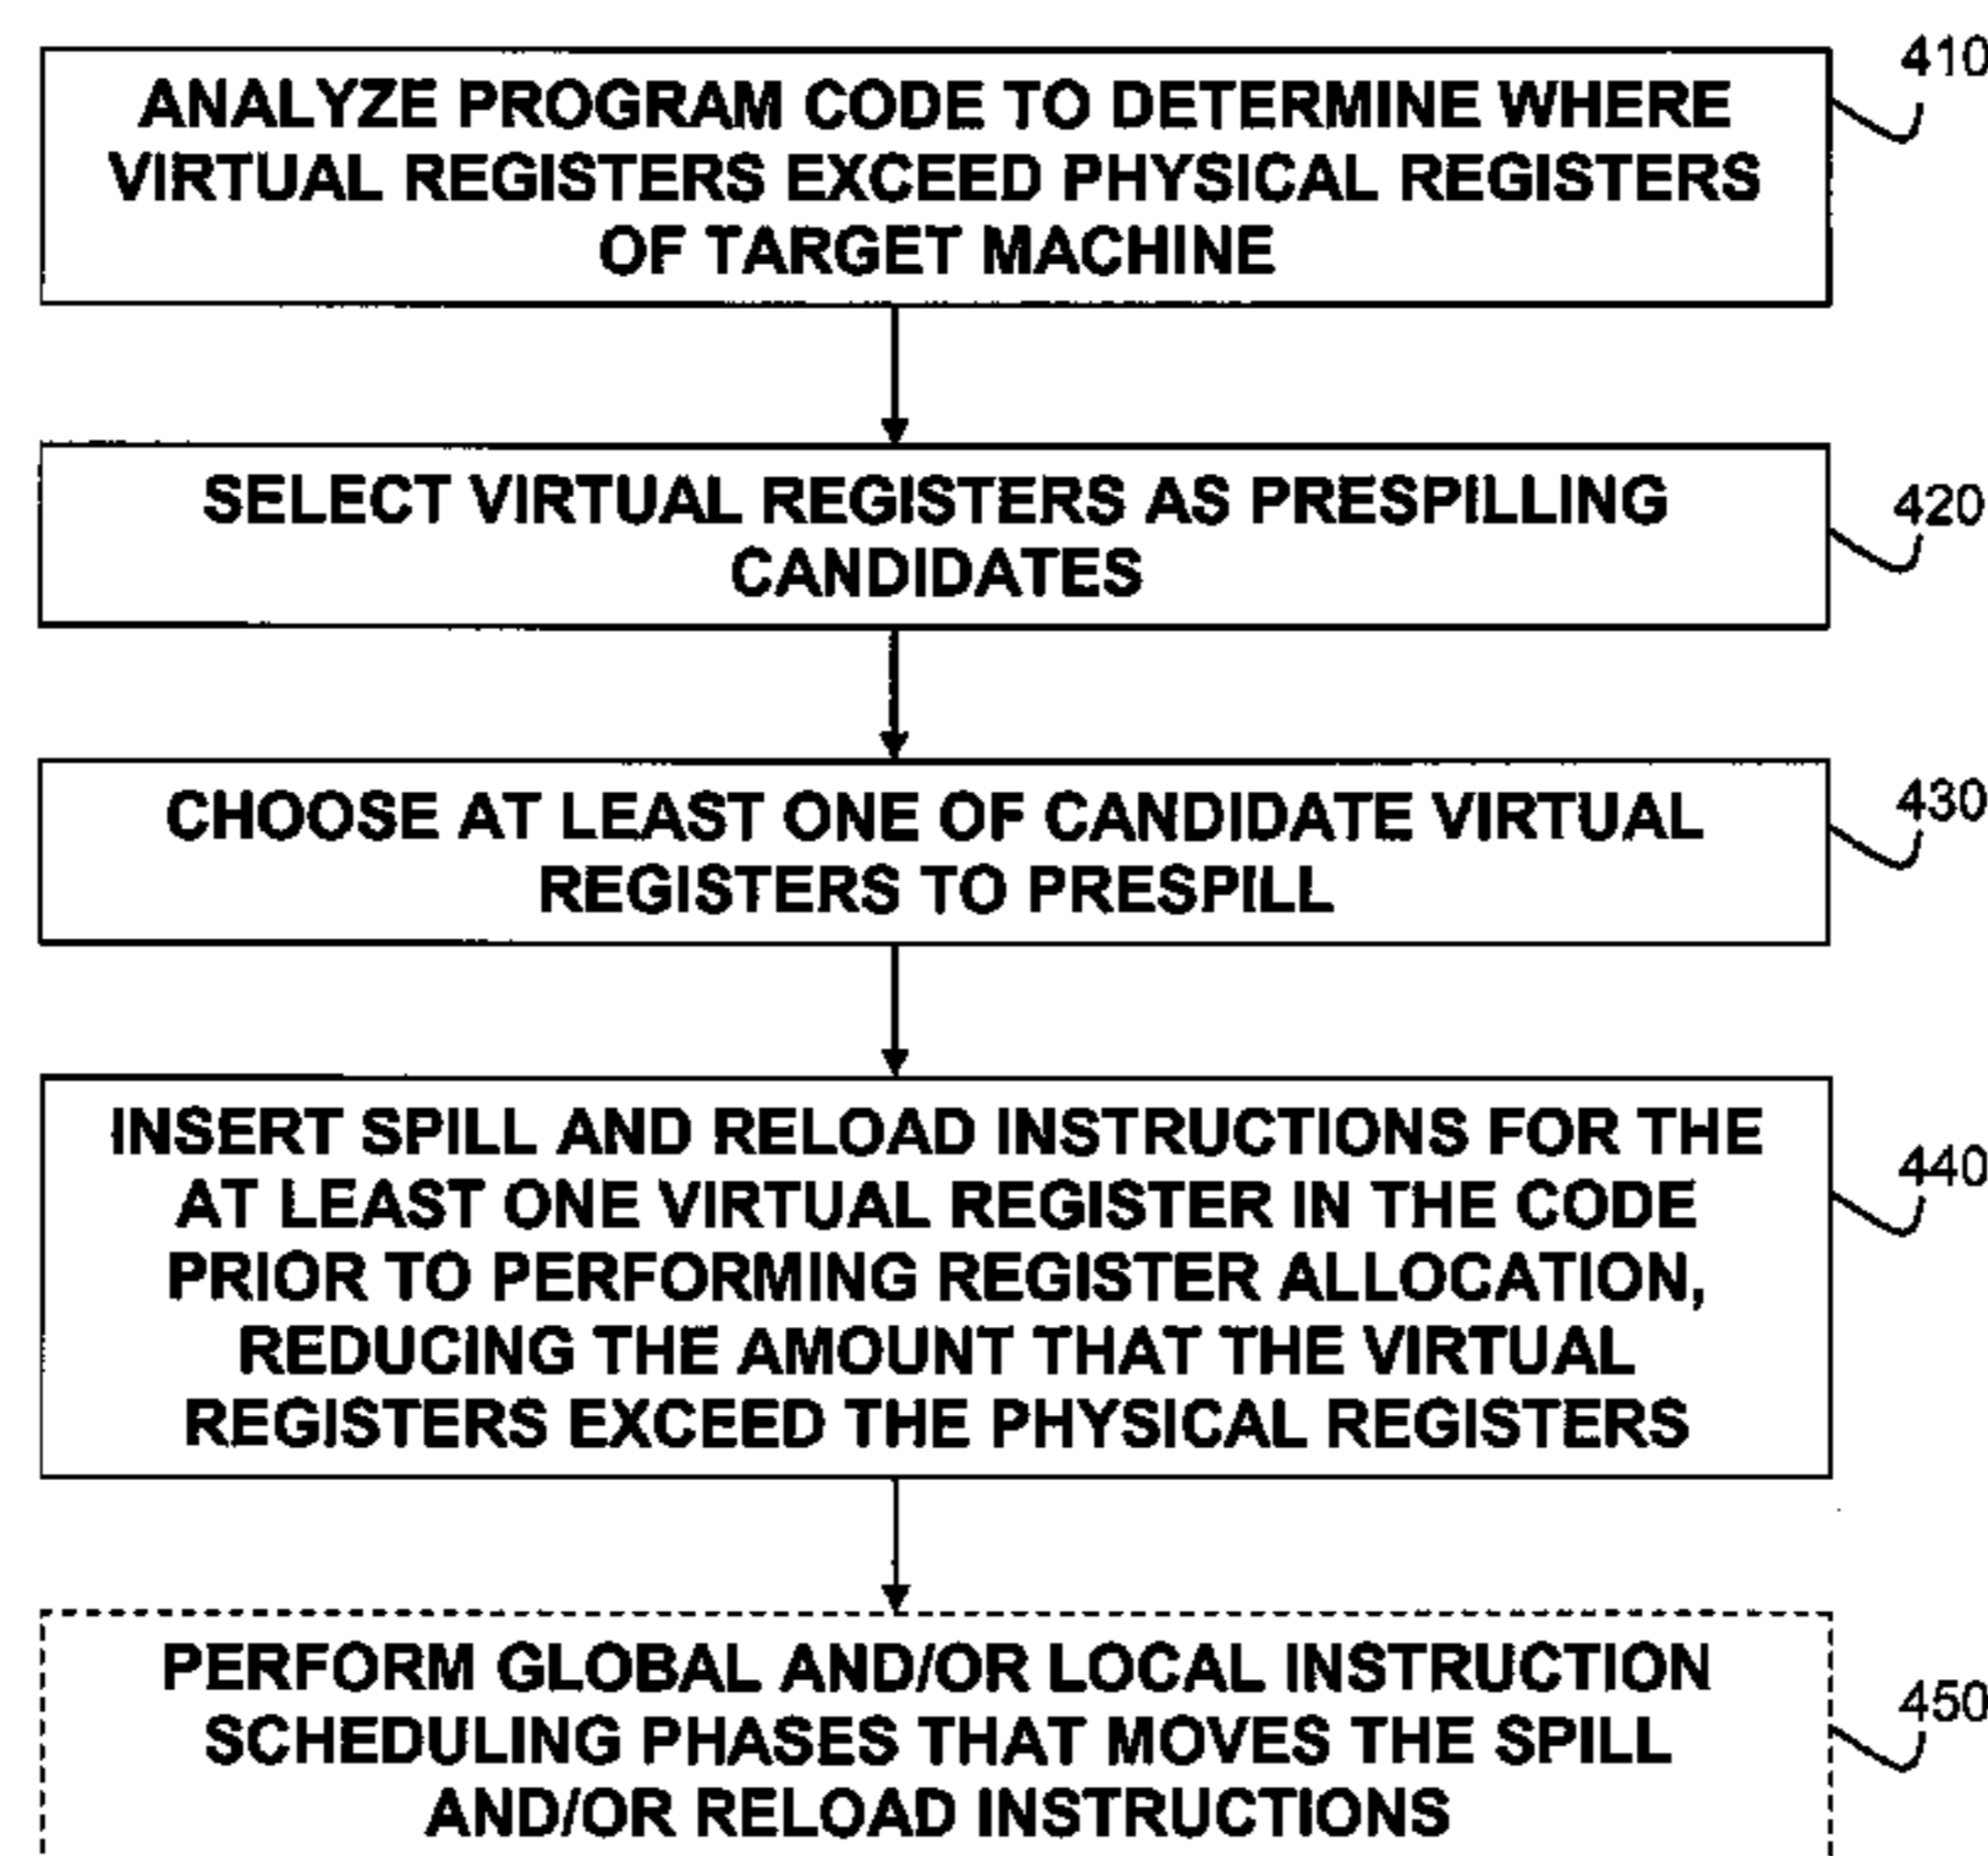 410
ANALYZE PROGRAM CODE TO DETERMINE WHERE
VIRTUAL REGISTERS EXCEED PHYSICAL REGISTERS
OF TARGET MACHINE
420
SELECT VIRTUAL REGISTERS AS PRESPILLING
CANDIDATES
430
CHOOSE AT LEAST ONE OF CANDIDATE VIRTUAL
REGISTERS TO PRESPILL
440
INSERT SPILL AND RELOAD INSTRUCTIONS FOR THE
AT LEAST ONE VIRTUAL REGISTER IN THE CODE
PRIOR TO PERFORMING REGISTER ALLOCATION,
REDUCING THE AMOUNT THAT THE VIRTUAL
REGISTERS EXCEED THE PHYSICAL REGISTERS
450
PERFORM GLOBAL AND/OR LOCAL INSTRUCTION
SCHEDULING PHASES THAT MOVES THE SPILL
AND/OR RELOAD INSTRUCTIONS